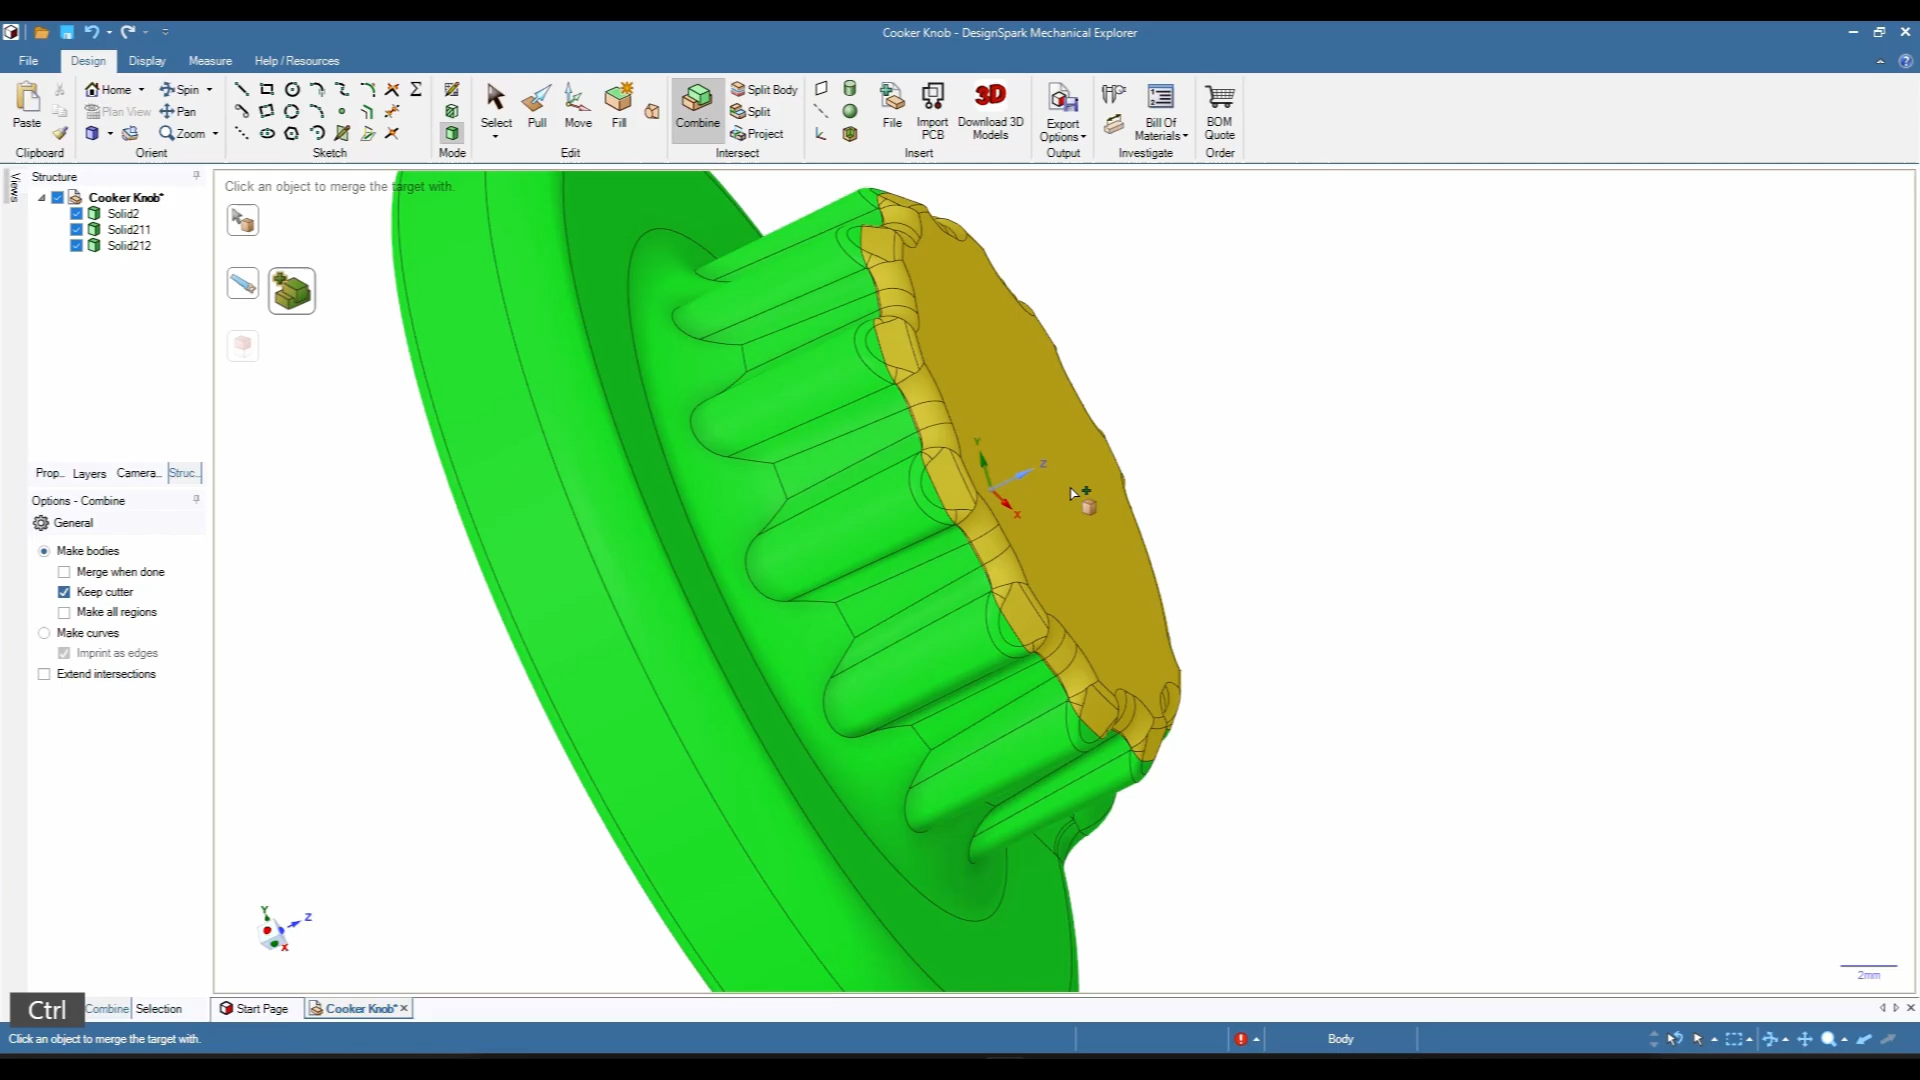 Cooker Knob - DesignSpark Mechanical Explorer
File Design Display Measure Help / Resources
Paste
Clipboard
Home Spin
Plan View Pan
Zoom
Orient
Sketch
Mode
Select Pull Move Fill
Edit
Combine
Split Body
Split
Project
Intersect
File Import PCB Download 3D Models
3D
Insert
Export Options
Output
Bill Of Materials
Investigate
BOM Quote
Order
Views
Structure
Cooker Knob*
Solid2
Solid211
Solid212
Click an object to merge the target with.
Prop... Layers Camera... Struc...
Options - Combine
General
Make bodies
Merge when done
Keep cutter
Make all regions
Make curves
Imprint as edges
Extend intersections
Y
Z
X
Y
Z
X
2mm
Ctrl
Combine Selection
Start Page Cooker Knob*
Click an object to merge the target with.
Body